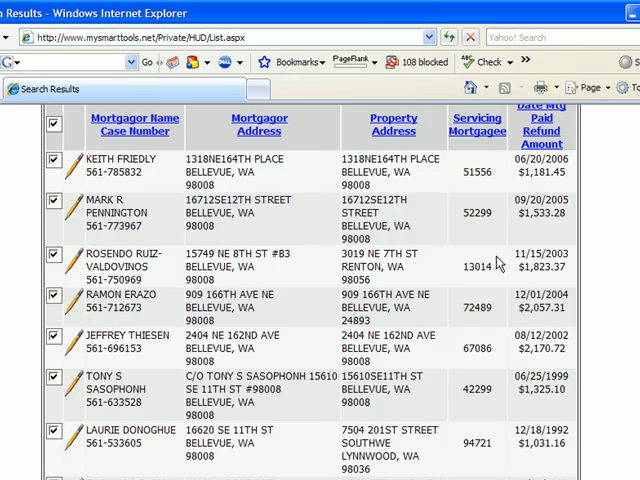 h Results - Windows Internet Explorer
http://www.mysmarttools.net/Private/HUD/List.aspx
Yahoo! Search
G Go Bookmarks PageRank 108 blocked Check » S
Search Results Page To
Mortgagor Name
Case Number
Mortgagor
Address
Property
Address
Servicing
Mortgagee
Date Mtg
Paid
Refund
Amount
KEITH FRIEDLY 1318NE164TH PLACE 1318NE164TH PLACE 06/20/2006
561-785832 BELLEVUE, WA BELLEVUE, WA 51556 $1,181.45
98008 98008
MARK R 16712SE12TH STREET 16712SE12TH 09/20/2005
PENNINGTON BELLEVUE, WA STREET 52299 $1,533.28
561-773967 98008 BELLEVUE, WA
98008
ROSENDO RUIZ- 15749 NE 8TH ST #B3 3019 NE 7TH ST 11/15/2003
VALDOVINOS BELLEVUE, WA RENTON, WA 13014 $1,823.37
561-750969 98008 98056
RAMON ERAZO 909 166TH AVE NE 909 166TH AVE NE 12/01/2004
561-712673 BELLEVUE, WA BELLEVUE, WA 72489 $2,057.31
98008 24893
JEFFREY THIESEN 2404 NE 162ND AVE 2404 NE 162ND AVE 08/12/2002
561-696153 BELLEVUE, WA BELLEVUE, WA 67086 $2,170.72
98008 98008
TONY S C/O TONY S SASOPHONH 15610 15610SE11TH ST 06/25/1999
SASOPHONH SE 11TH ST #98008 BELLEVUE, WA 42299 $1,325.10
561-633528 BELLEVUE, WA 98008
98008
LAURIE DONOGHUE 16620 SE 11TH ST 7504 201ST STREET 12/18/1992
561-533605 BELLEVUE, WA SOUTHWE 94721 $1,031.16
98008 LYNNWOOD, WA
98036